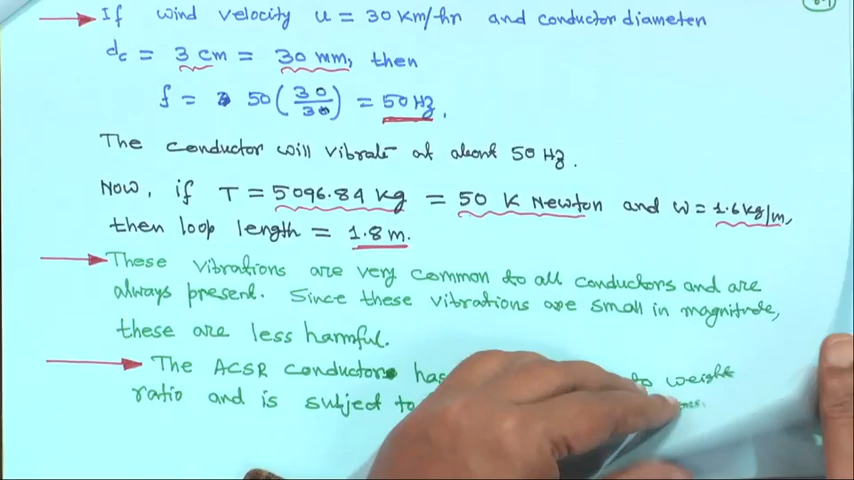 If wind velocity u = 30 Km/hr and conductor diameter
dc = 3 cm = 30 mm, then
f = 50(30/30) = 50 Hz.
The conductor will vibrate at about 50 Hz.
Now, if T = 5096.84 kg = 50 K Newton and w = 1.6 kg/m,
then loop length = 1.8 m.
These vibrations are very common to all conductors and are
always present. Since these vibrations are small in magnitude,
these are less harmful.
The ACSR conductor has to weight
ratio and is subject to